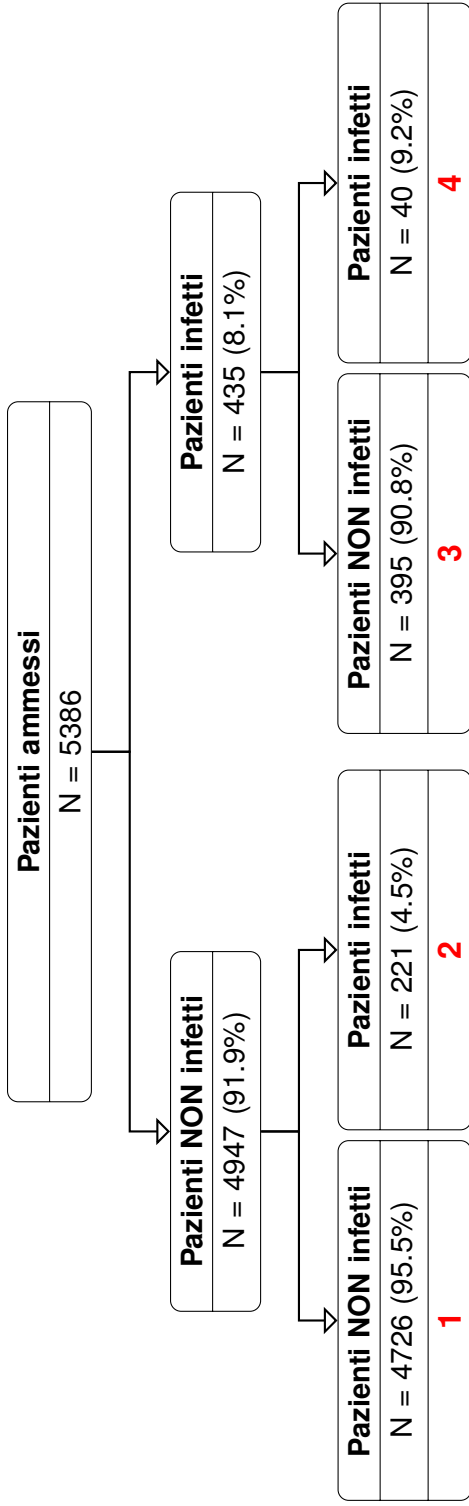 Pazienti ammessi
N = 5386
Pazienti NON infetti
N = 4947 (91.9%)
Pazienti infetti
N = 435 (8.1%)
Pazienti NON infetti
N = 4726 (95.5%)
1
Pazienti infetti
N = 221 (4.5%)
2
Pazienti NON infetti
N = 395 (90.8%)
3
Pazienti infetti
N = 40 (9.2%)
4